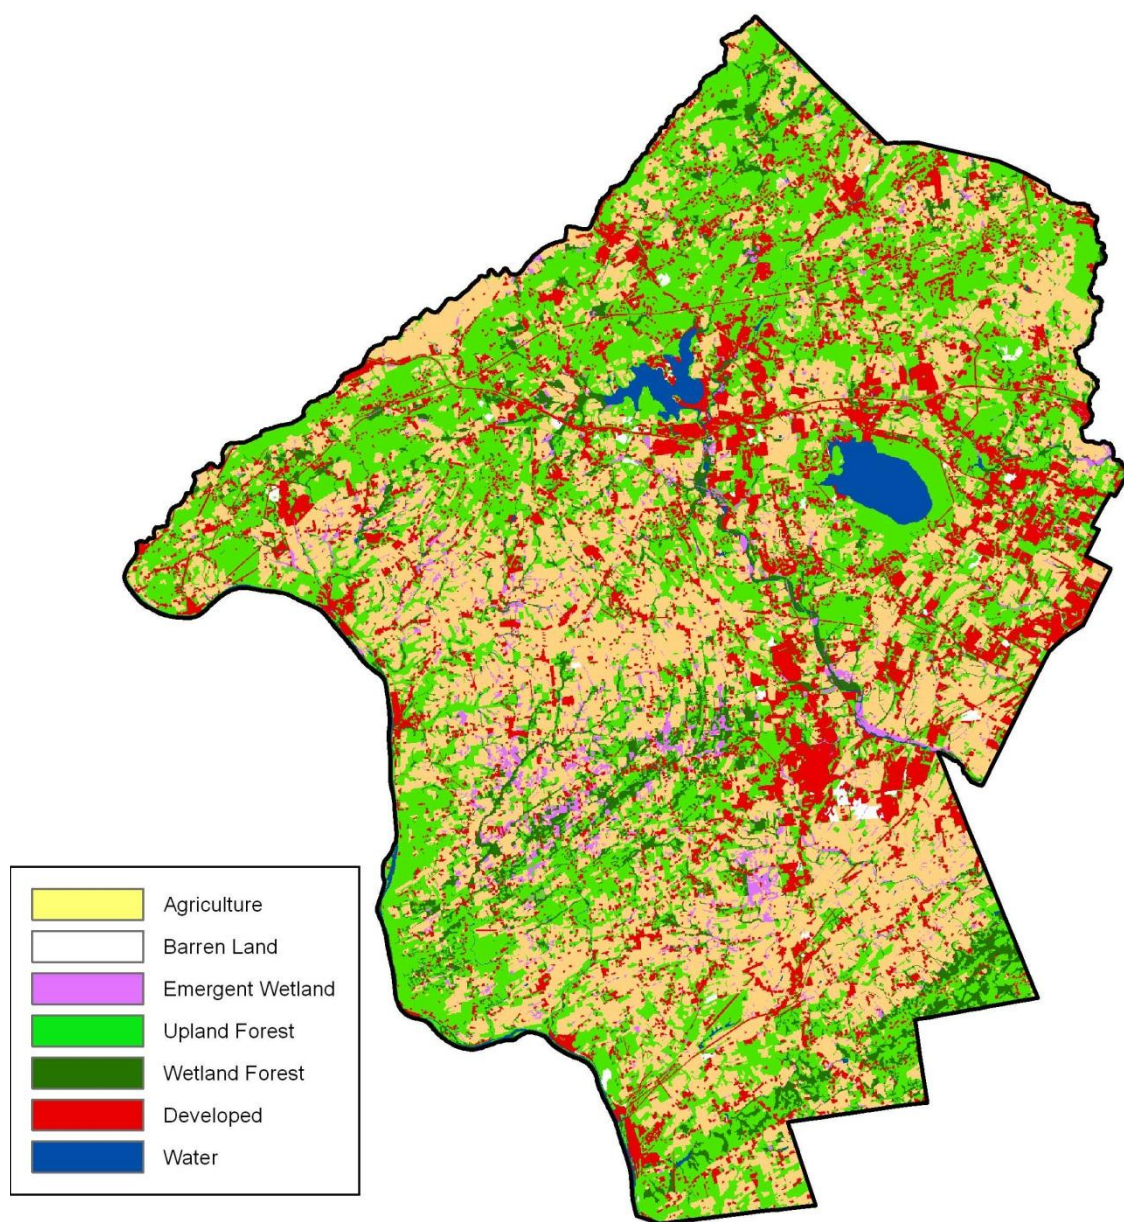 Agriculture
Barren Land
Emergent Wetland
Upland Forest
Wetland Forest
Developed
Water